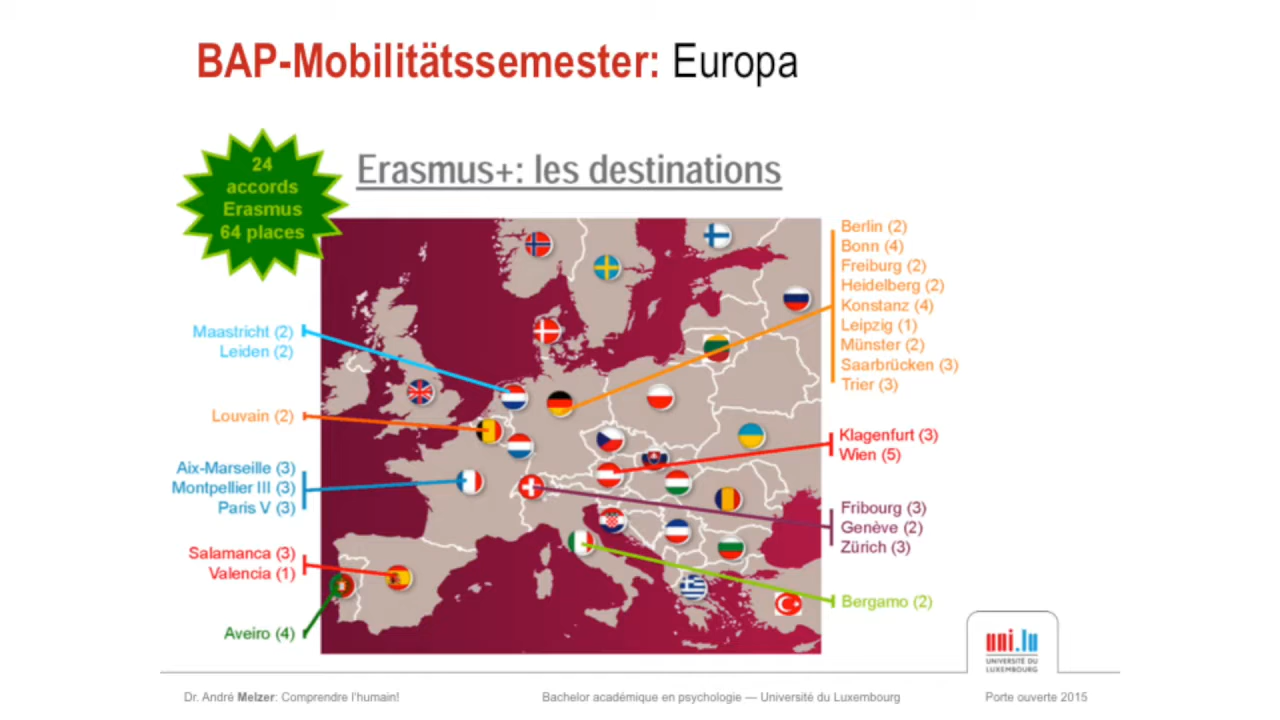 BAP-Mobilitätssemester: Europa
24
accords
Erasmus
64 places
Erasmus+: les destinations
Maastricht (2)
Leiden (2)
Louvain (2)
Aix-Marseille (3)
Montpellier III (3)
Paris V (3)
Salamanca (3)
Valencia (1)
Aveiro (4)
Berlin (2)
Bonn (4)
Freiburg (2)
Heidelberg (2)
Konstanz (4)
Leipzig (1)
Münster (2)
Saarbrücken (3)
Trier (3)
Klagenfurt (3)
Wien (5)
Fribourg (3)
Genève (2)
Zürich (3)
Bergamo (2)
uni.lu
UNIVERSITÉ DU
LUXEMBOURG
Dr. André Melzer: Comprendre l'humain!
Bachelor académique en psychologie — Université du Luxembourg
Porte ouverte 2015